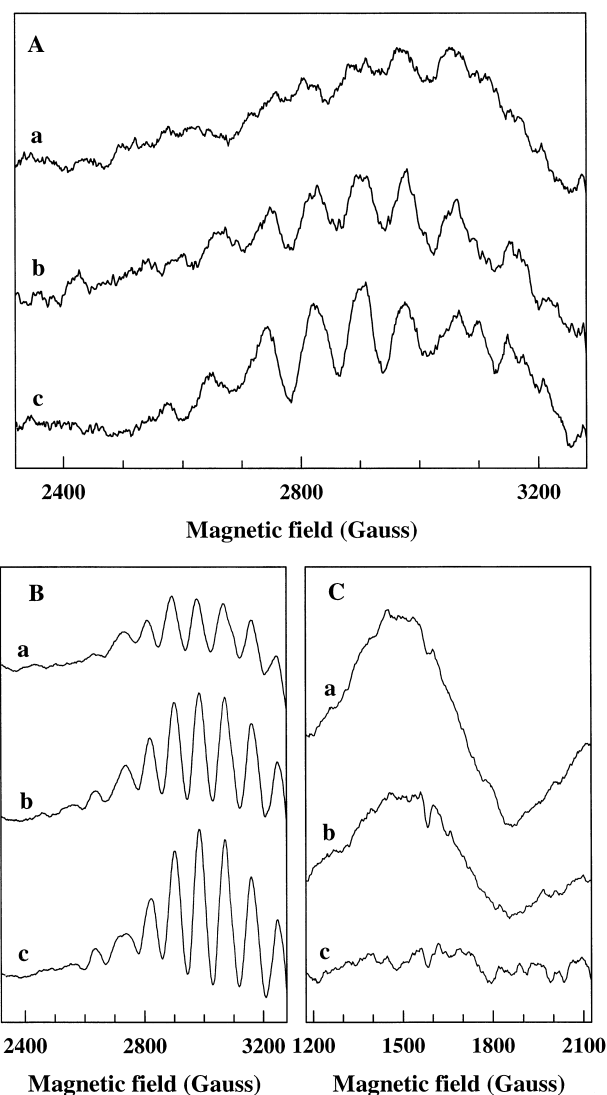 A
a
b
c
2400 2800 3200
Magnetic field (Gauss)
B C
a
a
b
b
c
c
2400 2800 3200 1200 1500 1800 2100
Magnetic field (Gauss) Magnetic field (Gauss)